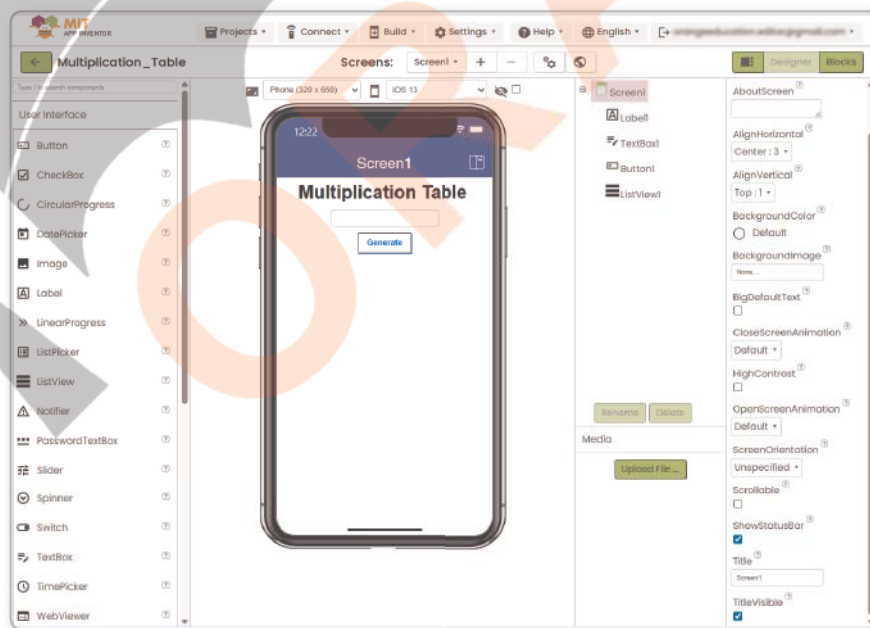 MIT
APP INVENTOR
Projects
Connect
Build
Settings
Help
English
Multiplication_Table
Screens:
Screen1
+
-
Designer
Blocks
Type / to search components
User Interface
Button
CheckBox
CircularProgress
DatePicker
Image
Label
LinearProgress
ListPicker
ListView
Notifier
PasswordTextBox
Slider
Spinner
Switch
TextBox
TimePicker
WebViewer
Phone (320 x 650)
iOS 13
12:22
Screen1
Multiplication Table
Generate
Screen1
Label1
TextBox1
Button1
ListView1
Rename
Delete
Media
Upload File ...
AboutScreen
AlignHorizontal
Center : 3
AlignVertical
Top : 1
BackgroundColor
Default
BackgroundImage
None...
BigDefaultText
CloseScreenAnimation
Default
HighContrast
OpenScreenAnimation
Default
ScreenOrientation
Unspecified
Scrollable
ShowStatusBar
Title
Screen1
TitleVisible